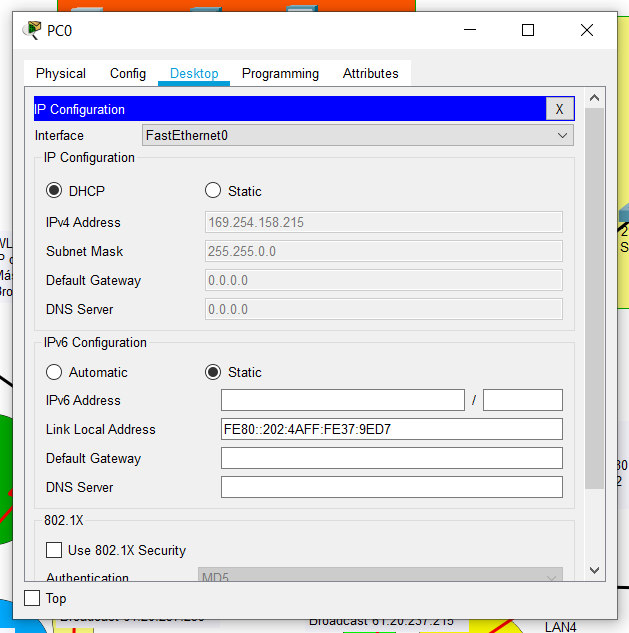 PC0
Physical Config Desktop Programming Attributes
IP Configuration X
Interface FastEthernet0
IP Configuration
DHCP Static
IPv4 Address 169.254.158.215
Subnet Mask 255.255.0.0
Default Gateway 0.0.0.0
DNS Server 0.0.0.0
IPv6 Configuration
Automatic Static
IPv6 Address /
Link Local Address FE80::202:4AFF:FE37:9ED7
Default Gateway
DNS Server
802.1X
Use 802.1X Security
Authentication MD5
Top
Broadcast 61.20.237.215
LAN4